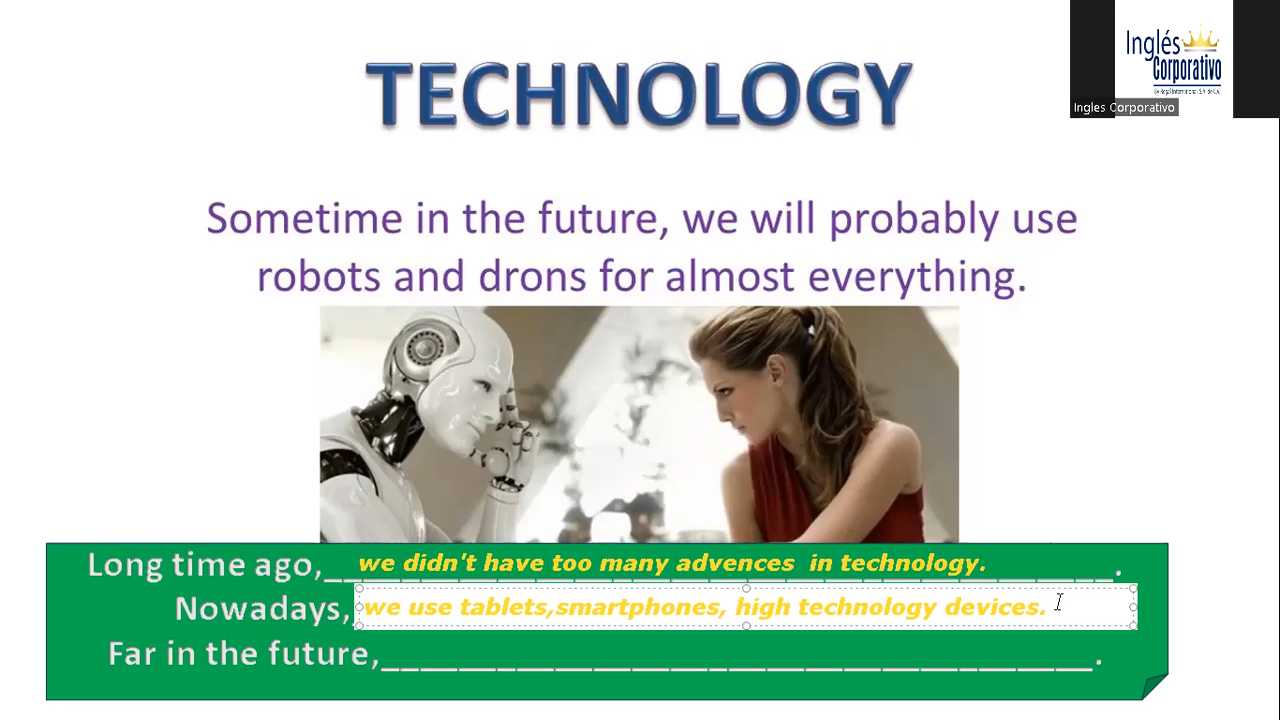 TECHNOLOGY
Inglés
Corporativo
Ingles Corporativo
Sometime in the future, we will probably use
robots and drons for almost everything.
Long time ago, we didn't have too many advences in technology.
Nowadays, we use tablets,smartphones, high technology devices.
Far in the future,______________________________________.